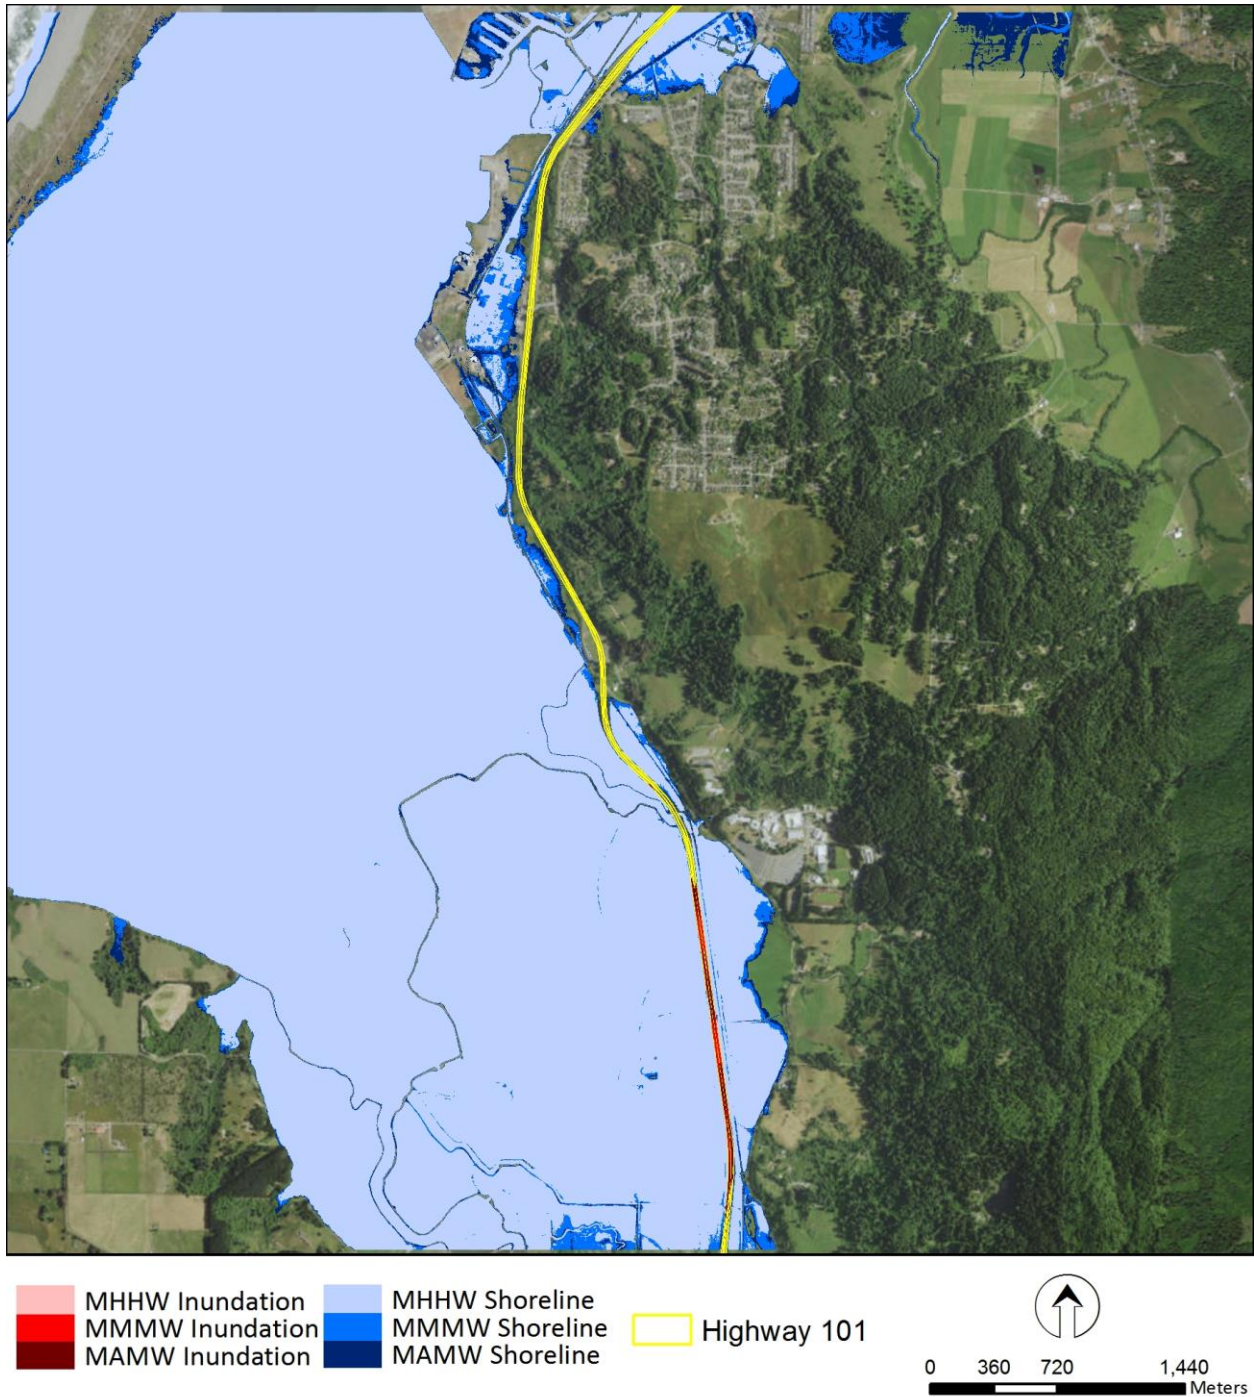 MHHW Inundation
MMMW Inundation
MAMW Inundation
MHHW Shoreline
MMMW Shoreline
MAMW Shoreline
Highway 101
0 360 720 1,440
Meters